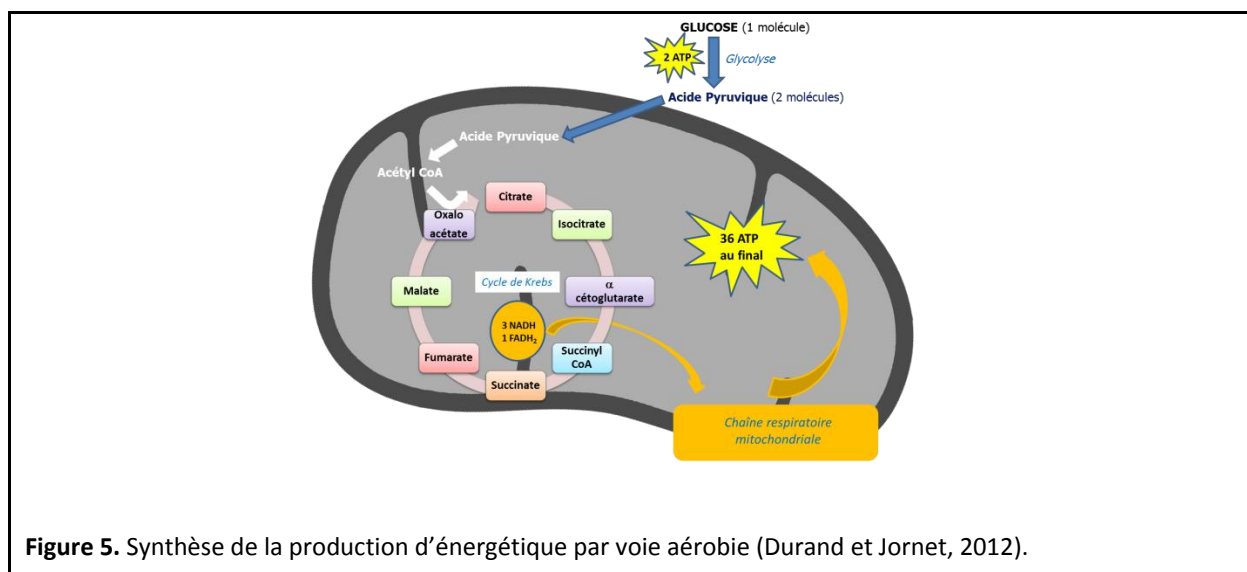 GLUCOSE (1 molécule)
2 ATP
Glycolyse
Acide Pyruvique (2 molécules)
Acide Pyruvique
Acétyl CoA
Citrate
Oxalo
acétate
Isocitrate
36 ATP
au final
Cycle de Krebs
Malate
α
cétoglutarate
3 NADH
1 FADH₂
Fumarate
Succinyl
CoA
Succinate
Chaîne respiratoire
mitochondriale
Figure 5. Synthèse de la production d’énergétique par voie aérobie (Durand et Jornet, 2012).